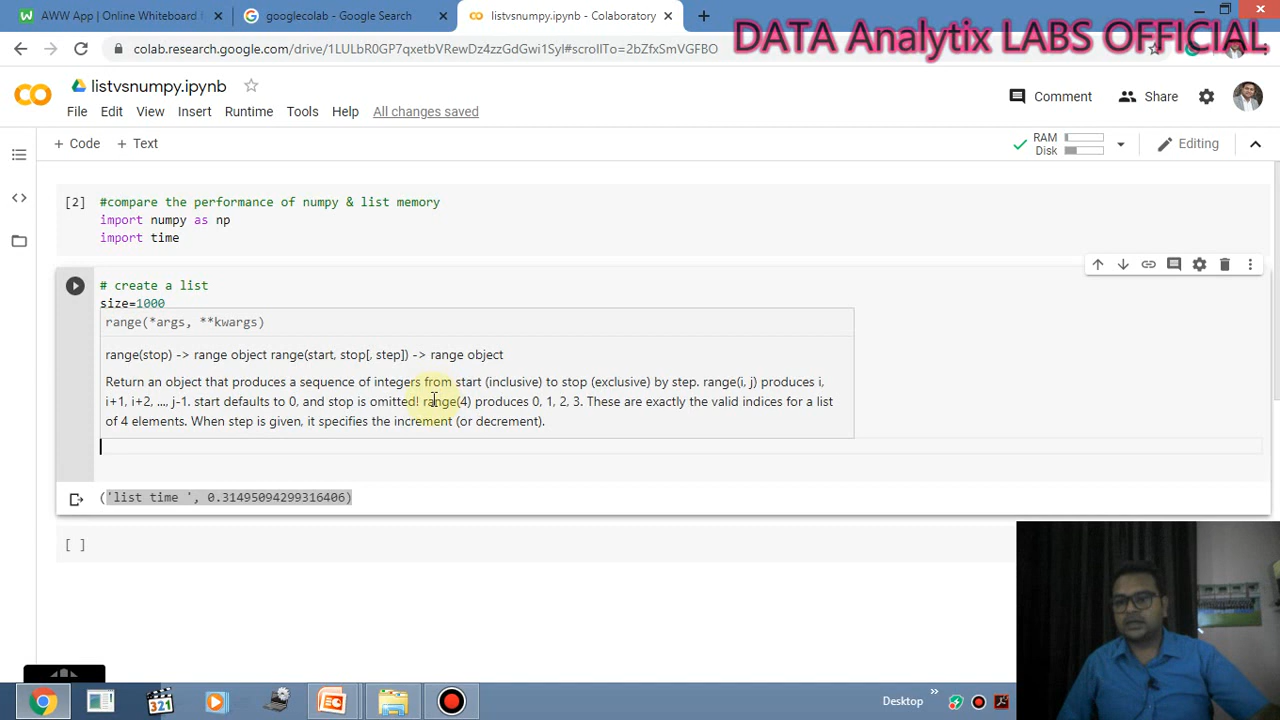 AWW App | Online Whiteboard
googlecolab - Google Search
listvsnumpy.ipynb - Colaboratory
DATA Analytix LABS OFFICIAL
colab.research.google.com/drive/1LULbR0GP7qxetbVRewDz4zzGdGwi1Syl#scrollTo=2bZfxSmVGFBO
listvsnumpy.ipynb
Comment
Share
File Edit View Insert Runtime Tools Help All changes saved
+ Code + Text
RAM
Disk
Editing
[2] #compare the performance of numpy & list memory
import numpy as np
import time
# create a list
size=1000
range(*args, **kwargs)
range(stop) -> range object range(start, stop[, step]) -> range object
Return an object that produces a sequence of integers from start (inclusive) to stop (exclusive) by step. range(i, j) produces i,
i+1, i+2, ..., j-1. start defaults to 0, and stop is omitted! range(4) produces 0, 1, 2, 3. These are exactly the valid indices for a list
of 4 elements. When step is given, it specifies the increment (or decrement).
('list time ', 0.31495094299316406)
[ ]
321
Desktop